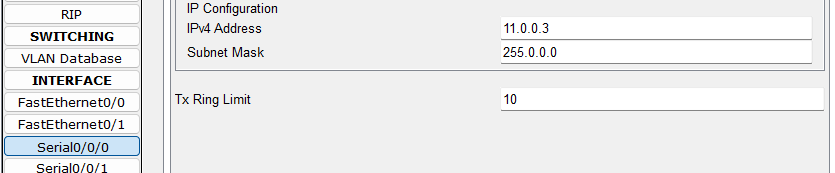 RIP
SWITCHING
VLAN Database
INTERFACE
FastEthernet0/0
FastEthernet0/1
Serial0/0/0
Serial0/0/1
IP Configuration
IPv4 Address 11.0.0.3
Subnet Mask 255.0.0.0
Tx Ring Limit 10